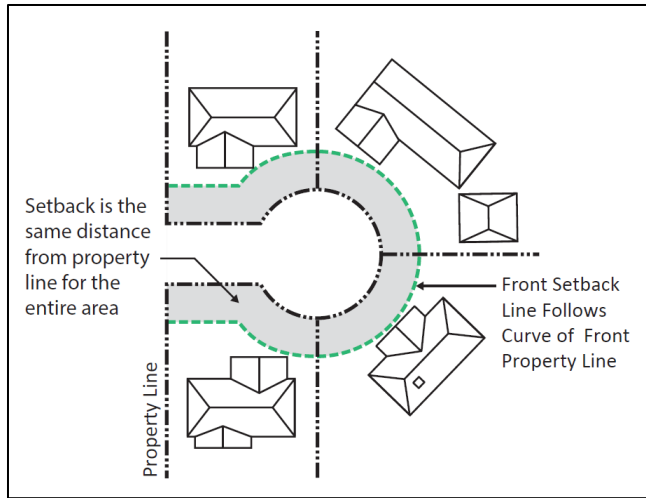 Setback is the
same distance
from property
line for the
entire area
Front Setback
Line Follows
Curve of Front
Property Line
Property Line